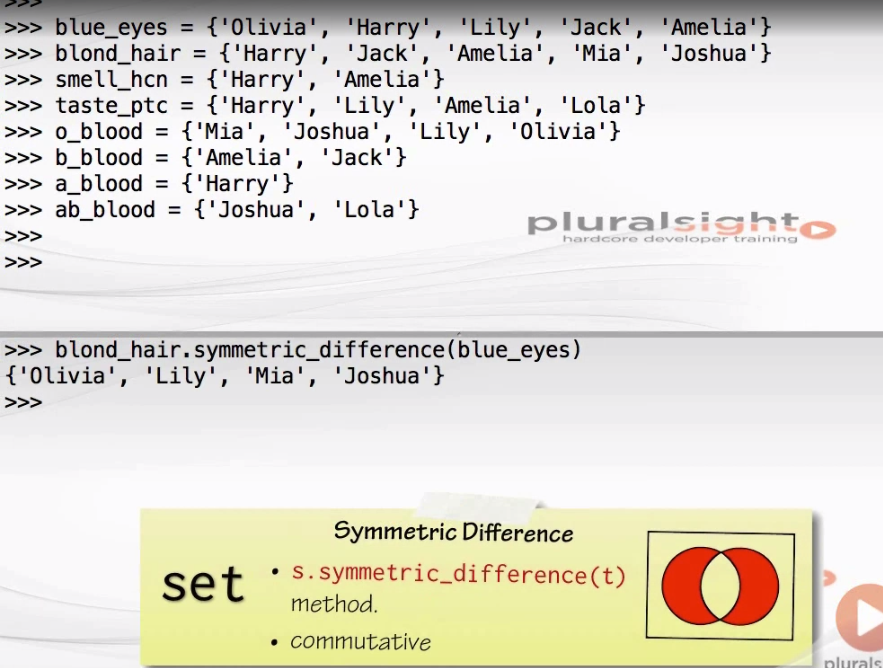 >>>
>>> blue_eyes = {'Olivia', 'Harry', 'Lily', 'Jack', 'Amelia'}
>>> blond_hair = {'Harry', 'Jack', 'Amelia', 'Mia', 'Joshua'}
>>> smell_hcn = {'Harry', 'Amelia'}
>>> taste_ptc = {'Harry', 'Lily', 'Amelia', 'Lola'}
>>> o_blood = {'Mia', 'Joshua', 'Lily', 'Olivia'}
>>> b_blood = {'Amelia', 'Jack'}
>>> a_blood = {'Harry'}
>>> ab_blood = {'Joshua', 'Lola'}
>>>
>>>
pluralsight
hardcore developer training
>>> blond_hair.symmetric_difference(blue_eyes)
{'Olivia', 'Lily', 'Mia', 'Joshua'}
>>>
Symmetric Difference
set
• s.symmetric_difference(t)
method.
• commutative
plurals